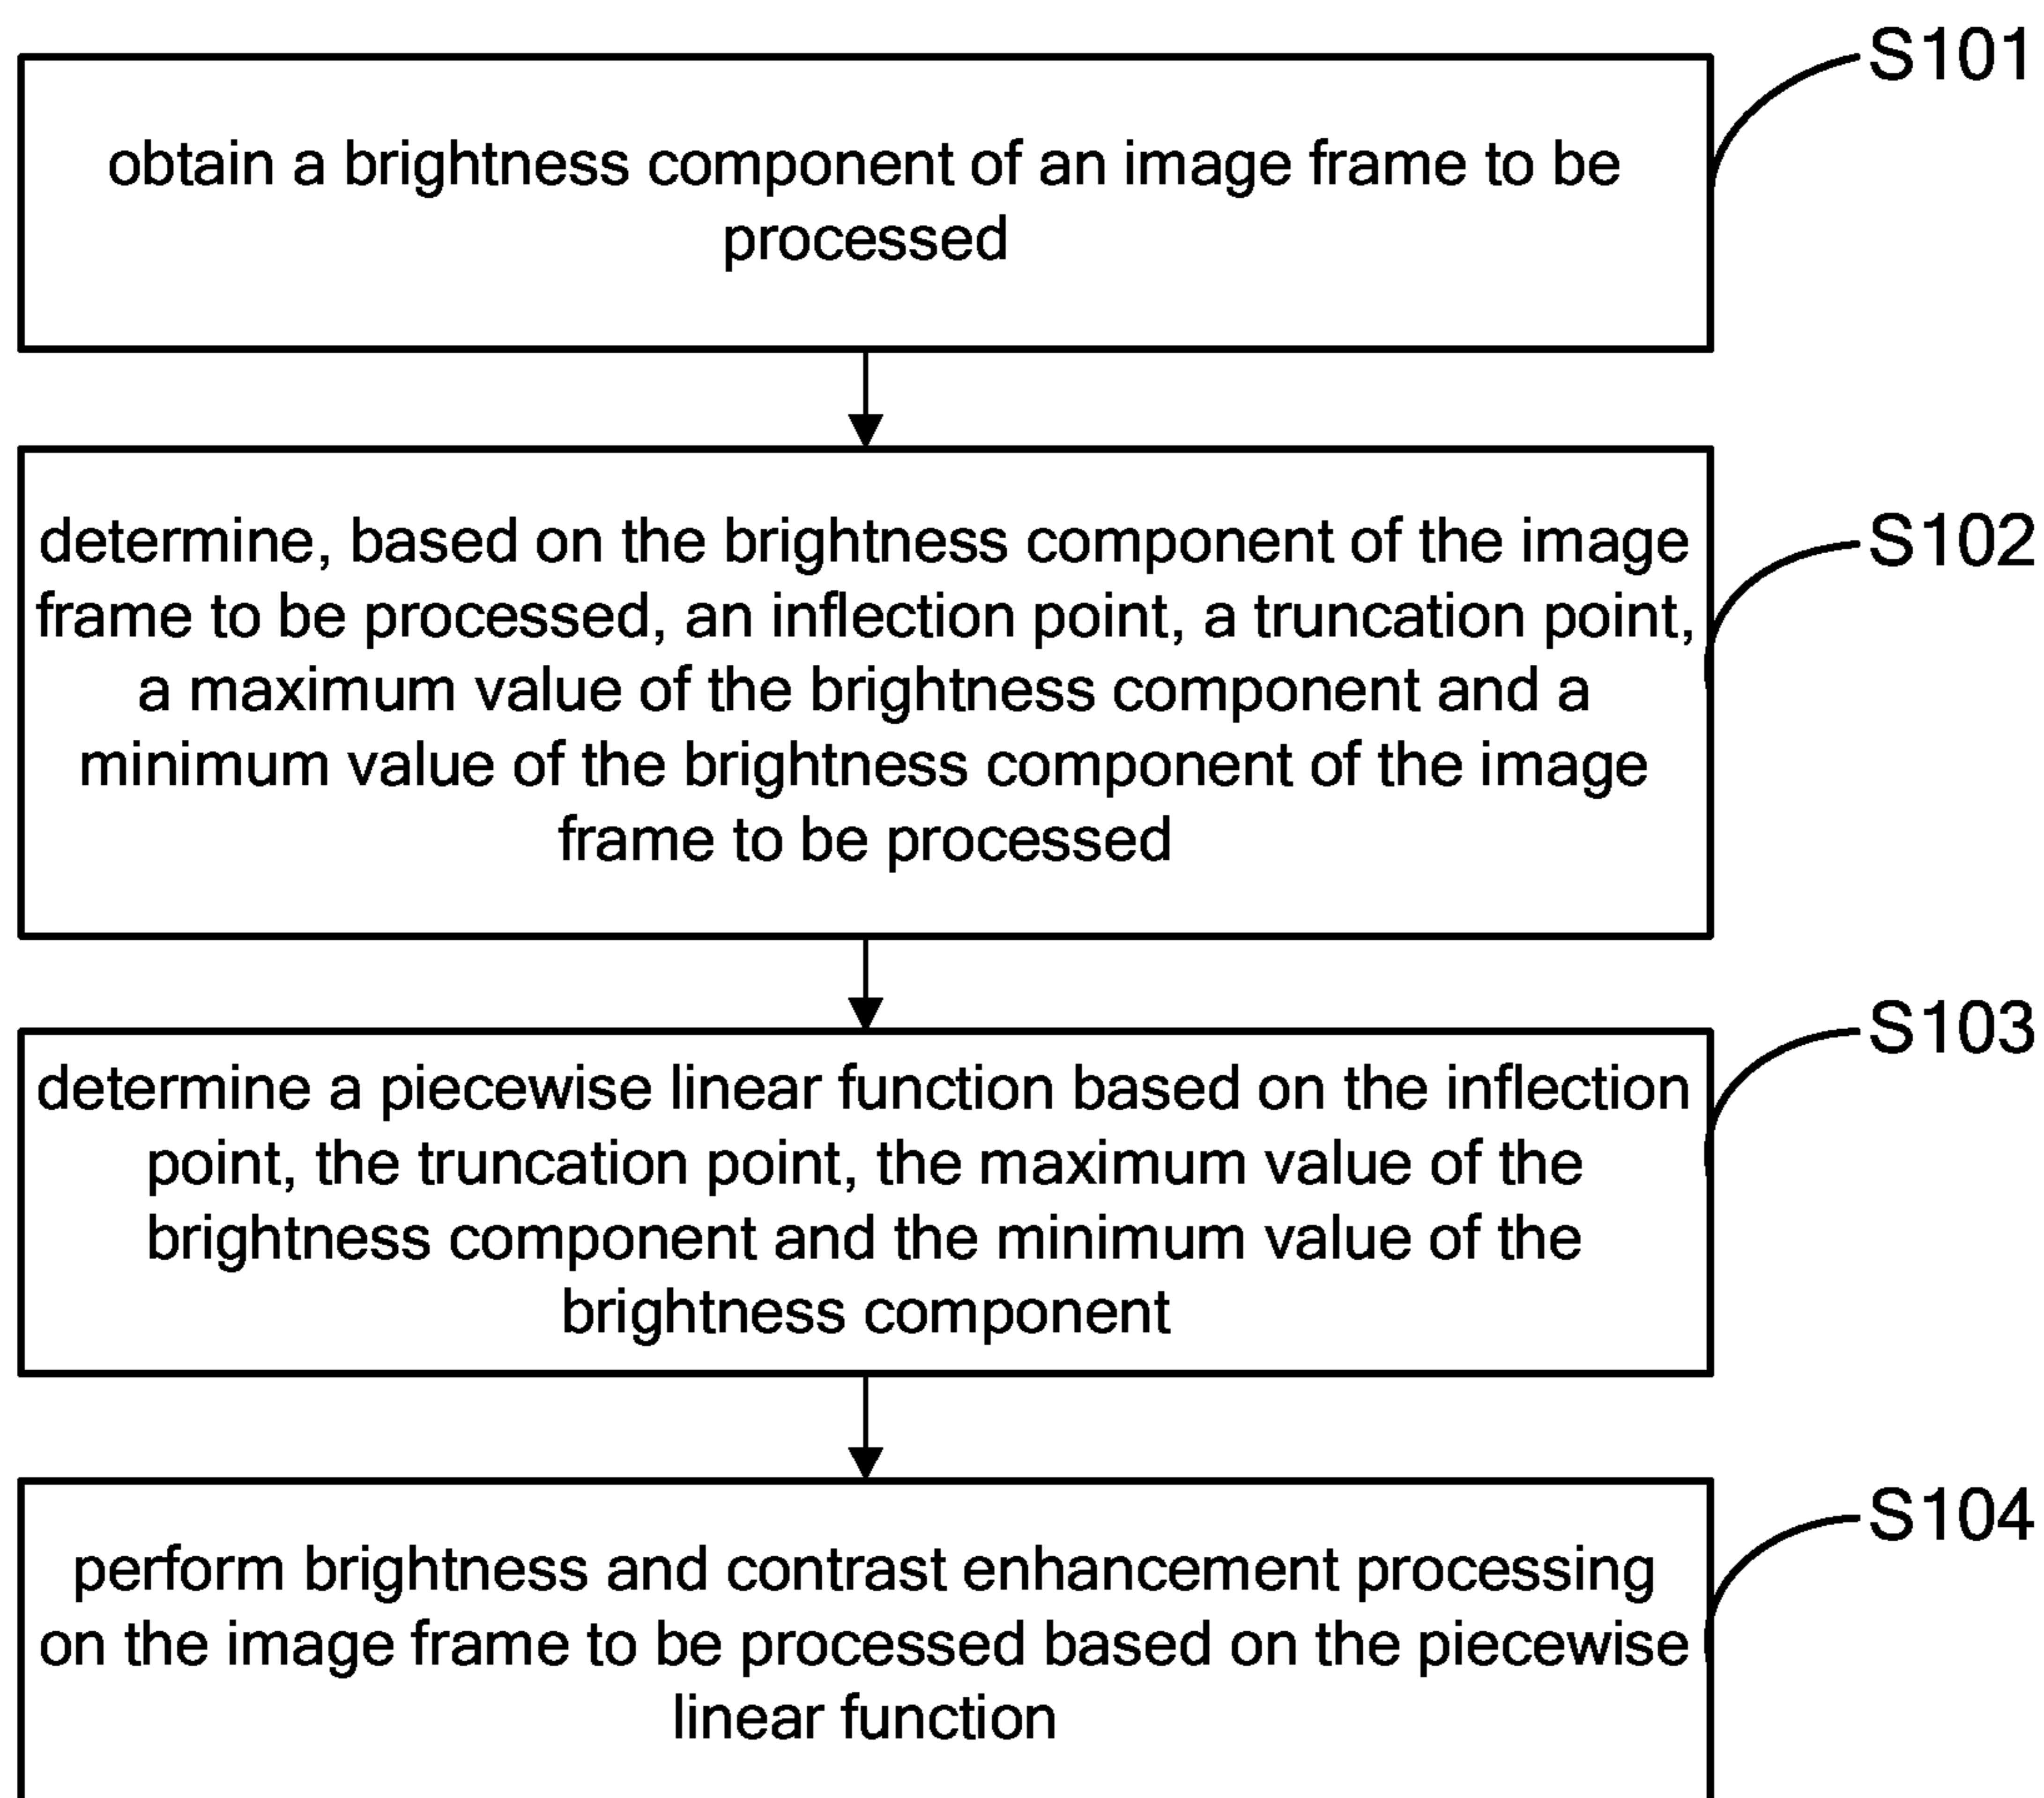 S101
obtain a brightness component of an image frame to be
processed
S102
determine, based on the brightness component of the image
frame to be processed, an inflection point, a truncation point,
a maximum value of the brightness component and a
minimum value of the brightness component of the image
frame to be processed
S103
determine a piecewise linear function based on the inflection
point, the truncation point, the maximum value of the
brightness component and the minimum value of the
brightness component
S104
perform brightness and contrast enhancement processing
on the image frame to be processed based on the piecewise
linear function